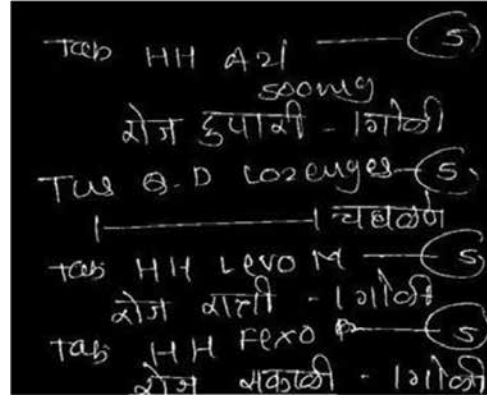 Tab HH Azi — 5
500mg
रोज दुपारी - 1 गोळी
Tus Q-D Lozenges — 5
1 — 1 चघळणे
Tab HH Levo M — 5
रोज रात्री - 1 गोळी
Tab HH Fexo — 5
रोज सकाळी - 1 गोळी